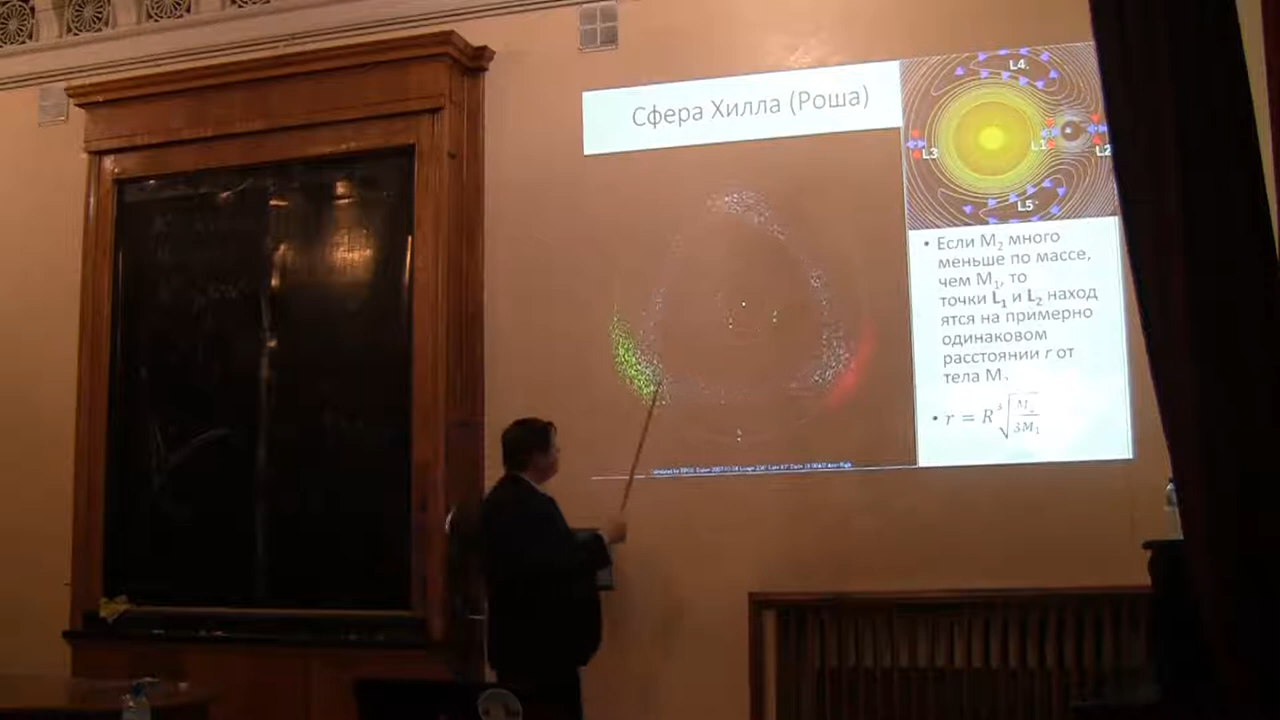 Сфера Хилла (Роша)
L4
L3
L1
L2
L5
• Если M₂ много
меньше по массе,
чем M₁, то
точки L₁ и L₂ наход
ятся на примерно
одинаковом
расстоянии r от
тела M
• r = R ³√M₂/3M₁